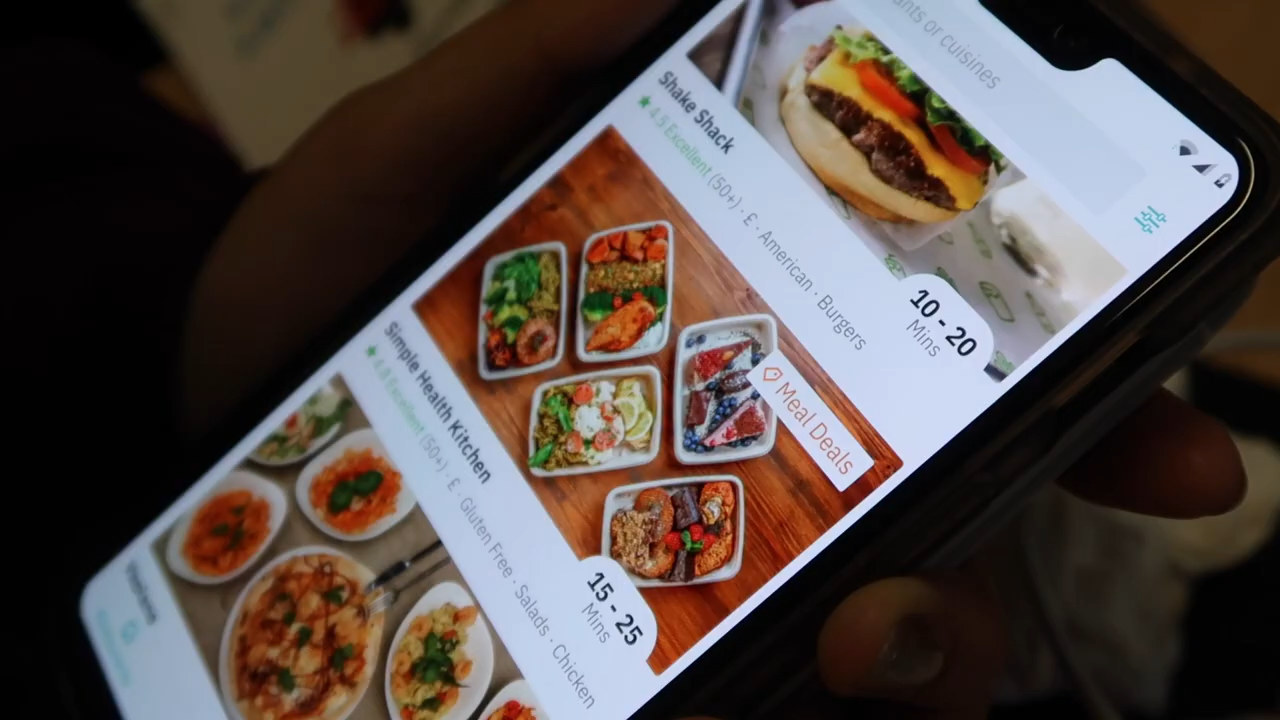 ants or cuisines
10 - 20
Mins
Shake Shack
4.5 Excellent (50+) · £ · American · Burgers
Meal Deals
15 - 25
Mins
Simple Health Kitchen
4.8 Excellent (50+) · £ · Gluten Free · Salads · Chicken